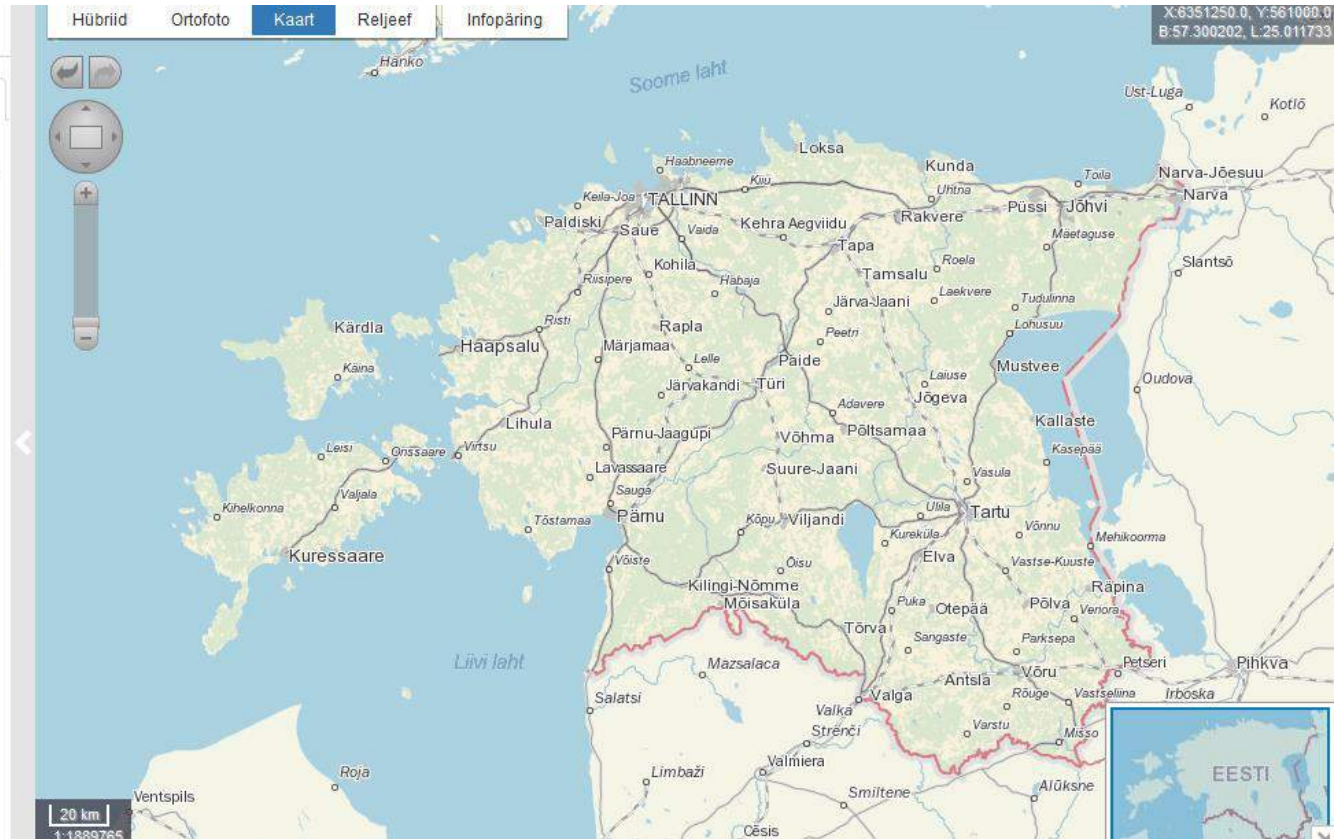 Hübriid Ortofoto Kaart Reljeef Infopäring
X:6351250.0, Y:561000.0
B:57.300202, L:25.011733
Hanko
Soome laht
Ust-Luga
Kotlõ
Loksa
Haabneeme
Kunda
Kiiu
Toila
Narva-Jõesuu
Keila-Joa
TALLINN
Uhtna
Narva
Paldiski
Saue
Vaida
Kehra
Aegviidu
Rakvere
Püssi
Jõhvi
Tapa
Mäetaguse
Kohila
Roela
Slantsõ
Riisipere
Habaja
Tamsalu
Järva-Jaani
Laekvere
Tudulinna
Kärdla
Risti
Rapla
Peetri
Lohusuu
Haapsalu
Märjamaa
Lelle
Paide
Mustvee
Käina
Järvakandi
Türi
Laiuse
Oudova
Jõgeva
Adavere
Lihula
Pärnu-Jaagupi
Võhma
Põltsamaa
Kallaste
Leisi
Orissaare
Virtsu
Kasepää
Lavassaare
Suure-Jaani
Vasula
Valjala
Sauga
Kihelkonna
Pärnu
Tõstamaa
Kõpu
Viljandi
Ulila
Tartu
Võnnu
Kureküla
Mehikoorma
Kuressaare
Võiste
Õisu
Elva
Vastse-Kuuste
Kilingi-Nõmme
Räpina
Mõisaküla
Puka
Otepää
Põlva
Veriora
Tõrva
Sangaste
Parksepa
Liivi laht
Mazsalaca
Petseri
Pihkva
Võru
Antsla
Salatsi
Valga
Rõuge
Vastseliina
Irboska
Valka
Strenči
Varstu
Misso
Valmiera
EESTI
Roja
Limbaži
Alūksne
Ventspils
Smiltene
20 km
Cēsis
1:1889765